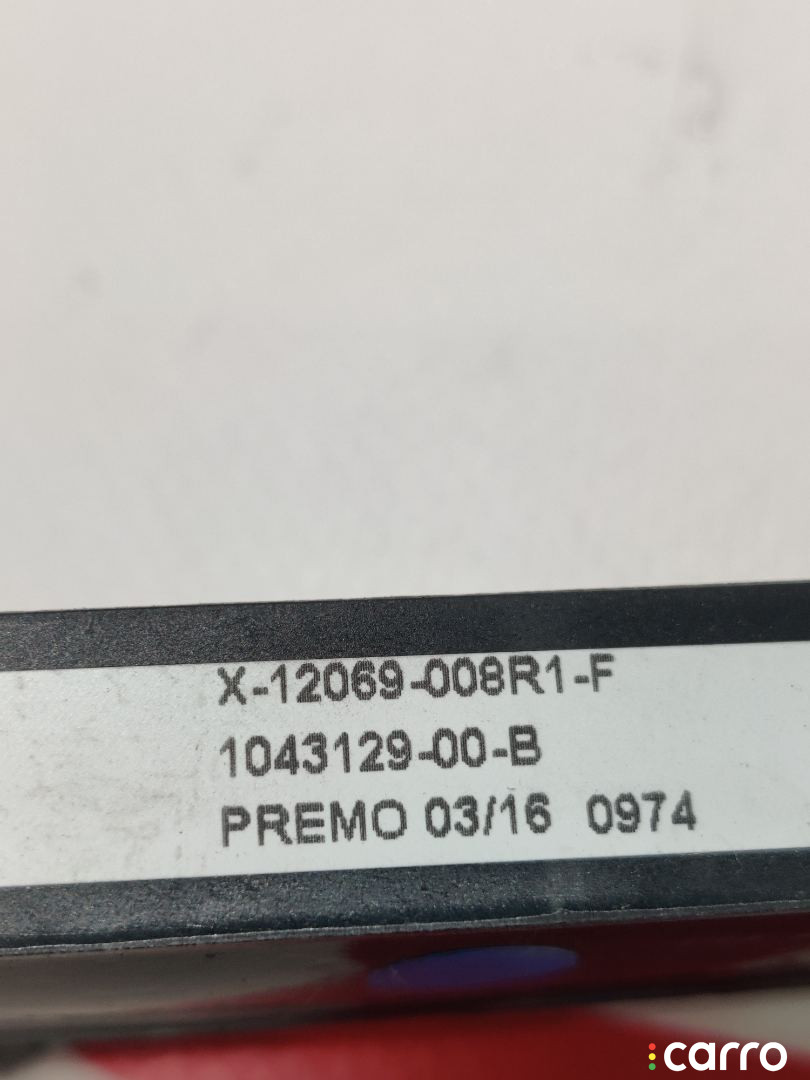 X-12069-008R1-F
1043129-00-B
PREMO 03/16 0974
carro